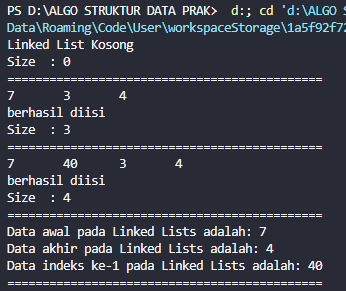 PS D:\ALGO STRUKTUR DATA PRAK>  d:; cd 'd:\ALGO S
Data\Roaming\Code\User\workspaceStorage\1a5f92f72
Linked List Kosong
Size  : 0
=============================================
7       3       4
berhasil diisi
Size  : 3
=============================================
7       40      3       4
berhasil diisi
Size  : 4
=============================================
Data awal pada Linked Lists adalah: 7
Data akhir pada Linked Lists adalah: 4
Data indeks ke-1 pada Linked Lists adalah: 40
=============================================